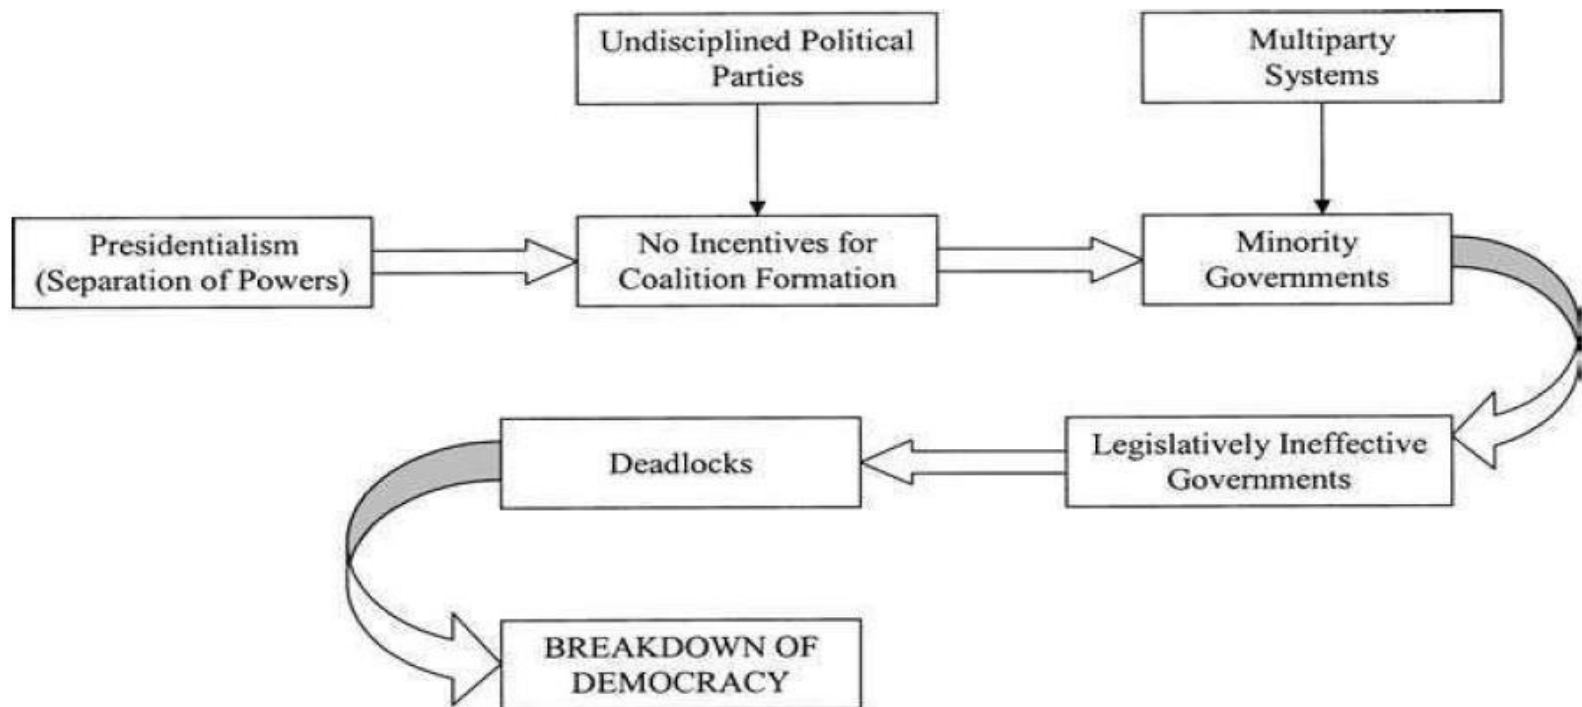 Undisciplined Political
Parties
Multiparty
Systems
Presidentialism
(Separation of Powers)
No Incentives for
Coalition Formation
Minority
Governments
Legislatively Ineffective
Governments
Deadlocks
BREAKDOWN OF
DEMOCRACY